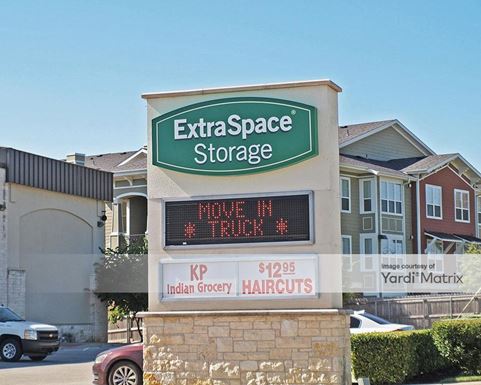 ExtraSpace®
Storage
MOVE IN
* TRUCK *
KP
Indian Grocery
$12.95
HAIRCUTS
image courtesy of
Yardi® Matrix